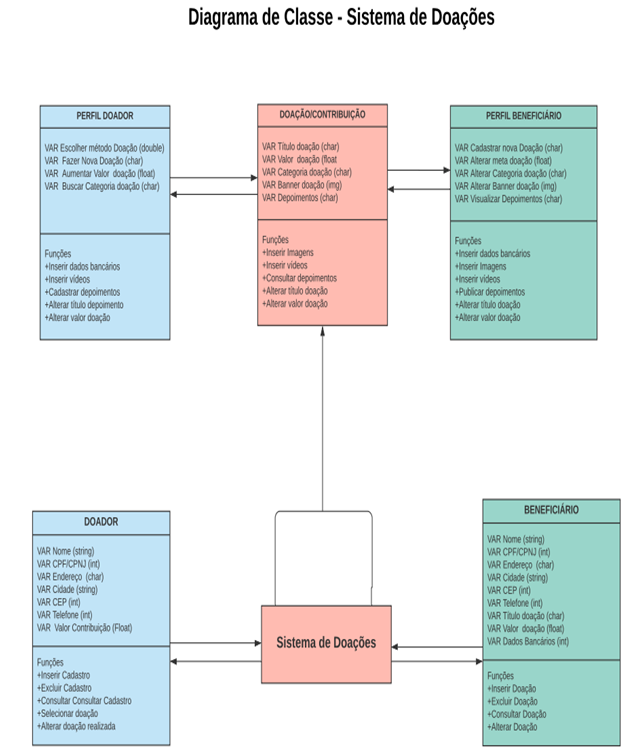 Diagrama de Classe - Sistema de Doações
PERFIL DOADOR
VAR Escolher método Doação (double)
VAR Fazer Nova Doação (char)
VAR Aumentar Valor doação (float)
VAR Buscar Categoria doação (char)
Funções
+Inserir dados bancários
+Inserir vídeos
+Cadastrar depoimentos
+Alterar título depoimento
+Alterar valor doação
DOAÇÃO/CONTRIBUIÇÃO
VAR Título doação (char)
VAR Valor doação (float
VAR Categoria doação (char)
VAR Banner doação (img)
VAR Depoimentos (char)
Funções
+Inserir Imagens
+Inserir vídeos
+Consultar depoimentos
+Alterar título doação
+Alterar valor doação
PERFIL BENEFICIÁRIO
VAR Cadastrar nova Doação (char)
VAR Alterar meta doação (float)
VAR Alterar Categoria doação (char)
VAR Alterar Banner doação (img)
VAR Visualizar Depoimentos (char)
Funções
+Inserir dados bancários
+Inserir Imagens
+Inserir vídeos
+Publicar depoimentos
+Alterar título doação
+Alterar valor doação
DOADOR
VAR Nome (string)
VAR CPF/CPNJ (int)
VAR Endereço (char)
VAR Cidade (string)
VAR CEP (int)
VAR Telefone (int)
VAR Valor Contribuição (Float)
Funções
+Inserir Cadastro
+Excluir Cadastro
+Consultar Consultar Cadastro
+Selecionar doação
+Alterar doação realizada
Sistema de Doações
BENEFICIÁRIO
VAR Nome (string)
VAR CPF/CPNJ (int)
VAR Endereço (char)
VAR Cidade (string)
VAR CEP (int)
VAR Telefone (int)
VAR Título doação (char)
VAR Valor doação (float)
VAR Dados Bancários (int)
Funções
+Inserir Doação
+Excluir Doação
+Consultar Doação
+Alterar Doação